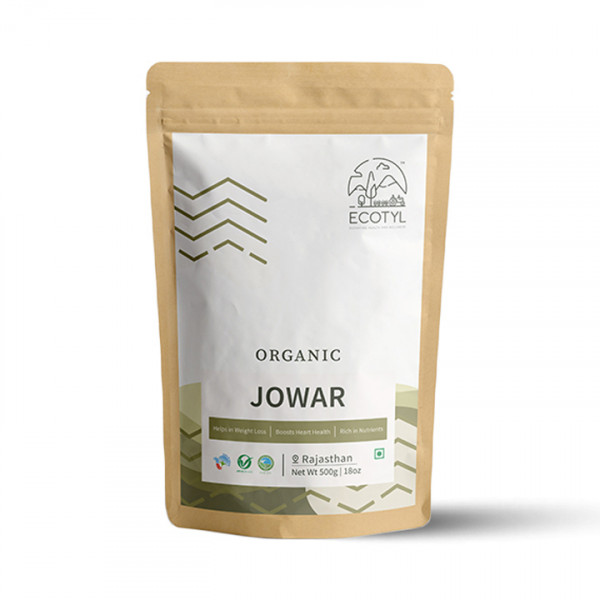 ECOTYL
ORGANIC
JOWAR
Helps in Weight Loss | Boosts Heart Health | Rich in Nutrients
Rajasthan
Net Wt 500g | 18oz